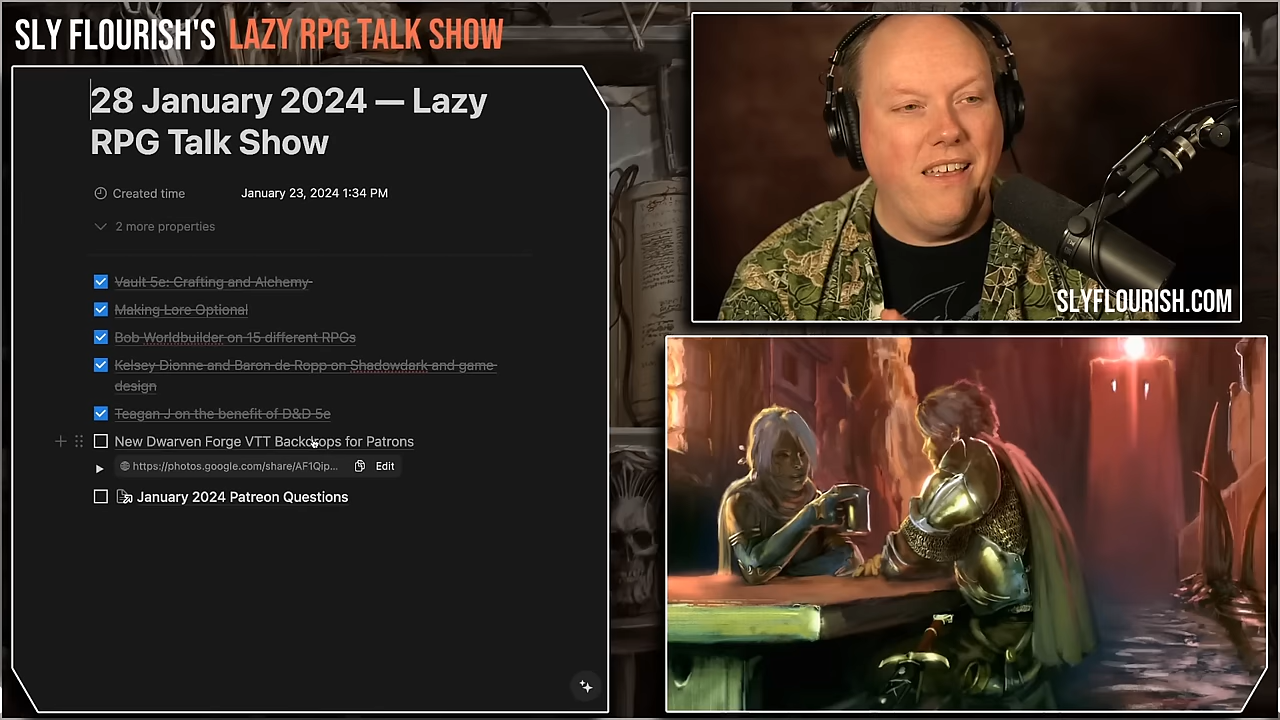 SLY FLOURISH'S LAZY RPG TALK SHOW
28 January 2024 — Lazy
RPG Talk Show
Created time January 23, 2024 1:34 PM
2 more properties
Vault 5e: Crafting and Alchemy
Making Lore Optional
Bob Worldbuilder on 15 different RPGs
Kelsey Dionne and Baron de Ropp on Shadowdark and game
design
Teagan J on the benefit of D&D 5e
New Dwarven Forge VTT Backdrops for Patrons
https://photos.google.com/share/AF1Qip... Edit
January 2024 Patreon Questions
SLYFLOURISH.COM